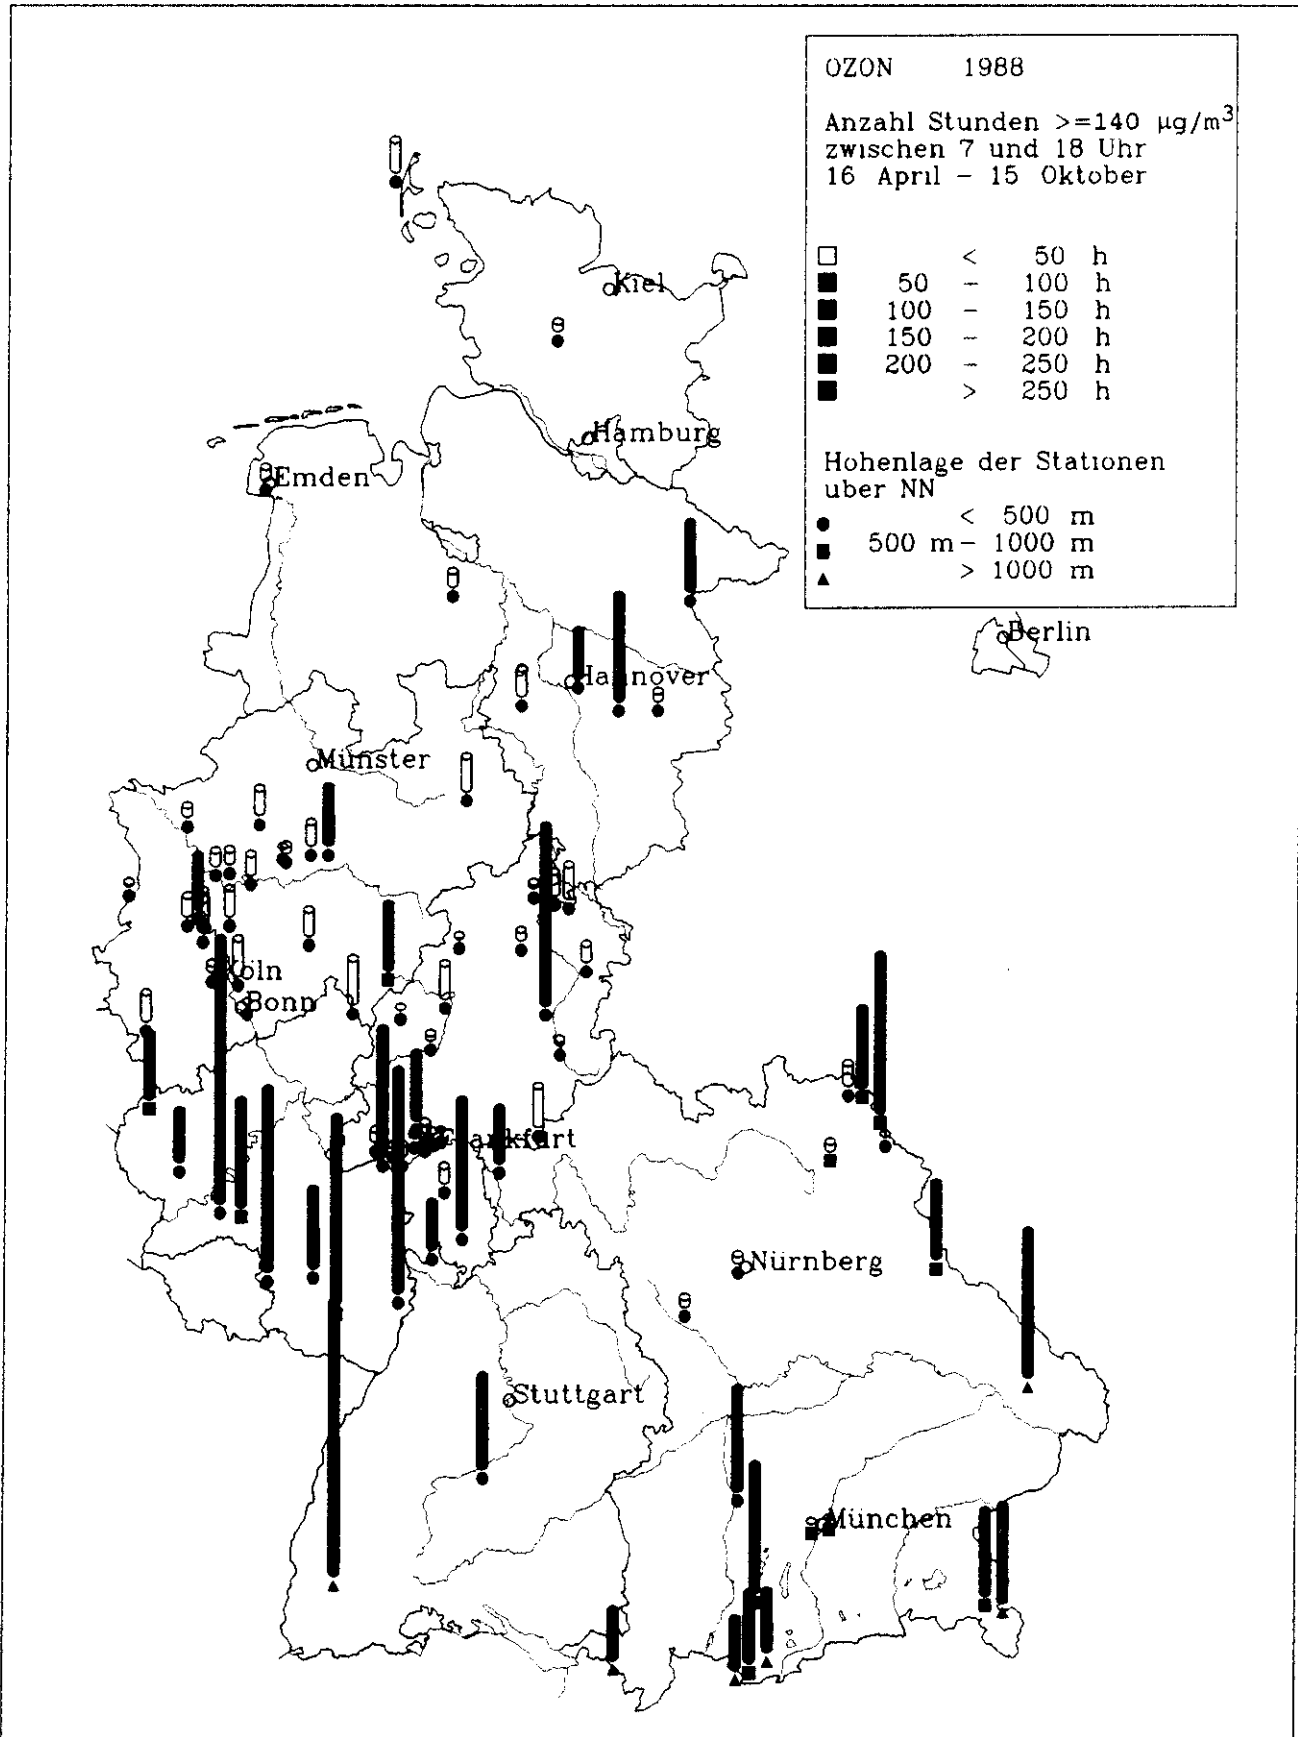 OZON 1988
Anzahl Stunden >=140 µg/m³
zwischen 7 und 18 Uhr
16 April - 15 Oktober
< 50 h
50 - 100 h
100 - 150 h
150 - 200 h
200 - 250 h
> 250 h
Hohenlage der Stationen
uber NN
< 500 m
500 m - 1000 m
> 1000 m
Kiel
Hamburg
Emden
Berlin
Hannover
Münster
Köln
Bonn
Frankfurt
Nürnberg
Stuttgart
München